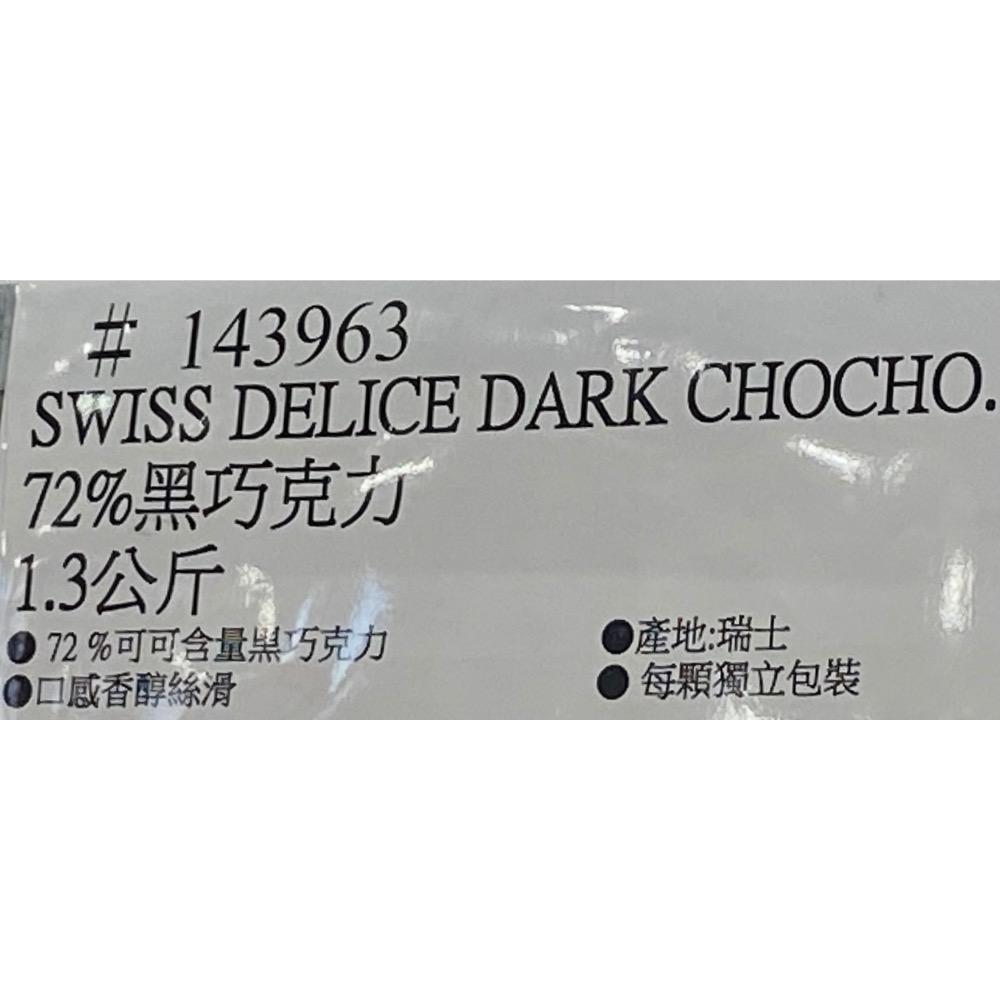 # 143963
SWISS DELICE DARK CHOCHO.
72%黑巧克力
1.3公斤
● 72 %可可含量黑巧克力
●口感香醇絲滑
●產地:瑞士
● 每顆獨立包裝